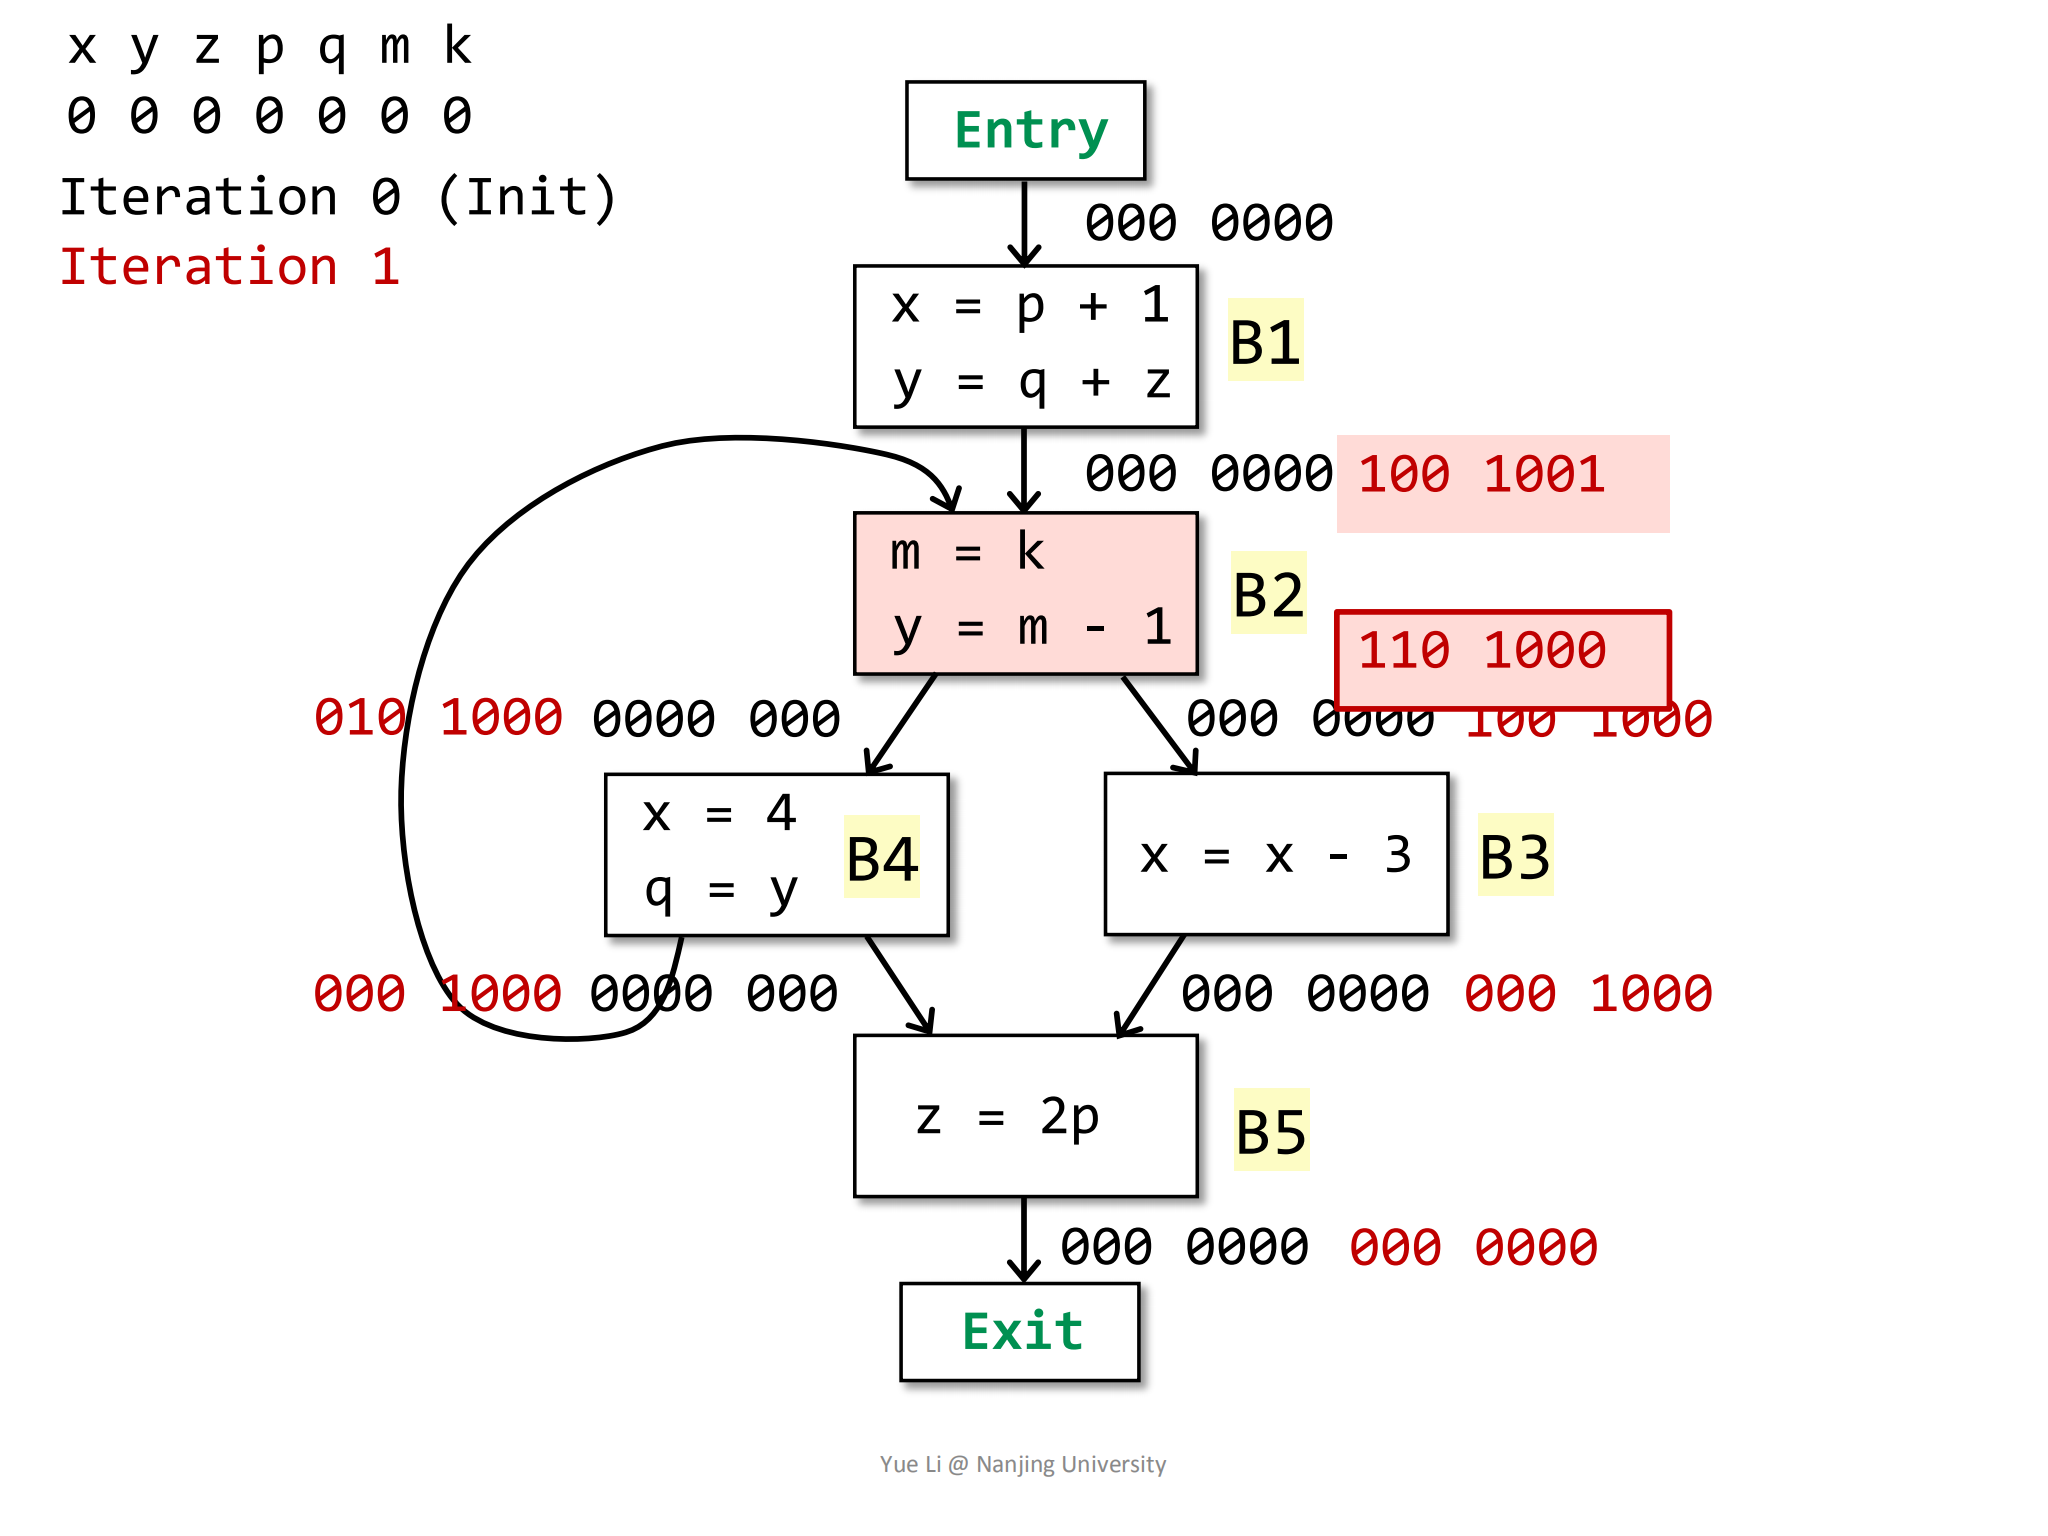 x y z p q m k
0 0 0 0 0 0 0
Iteration 0 (Init)
Iteration 1
Entry
000 0000
x = p + 1
y = q + z
B1
000 0000 100 1001
m = k
y = m - 1
B2
110 1000
010 1000 0000 000
000 0000 100 1000
x = 4
q = y
B4
x = x - 3
B3
000 1000 0000 000
000 0000 000 1000
z = 2p
B5
000 0000 000 0000
Exit
Yue Li @ Nanjing University